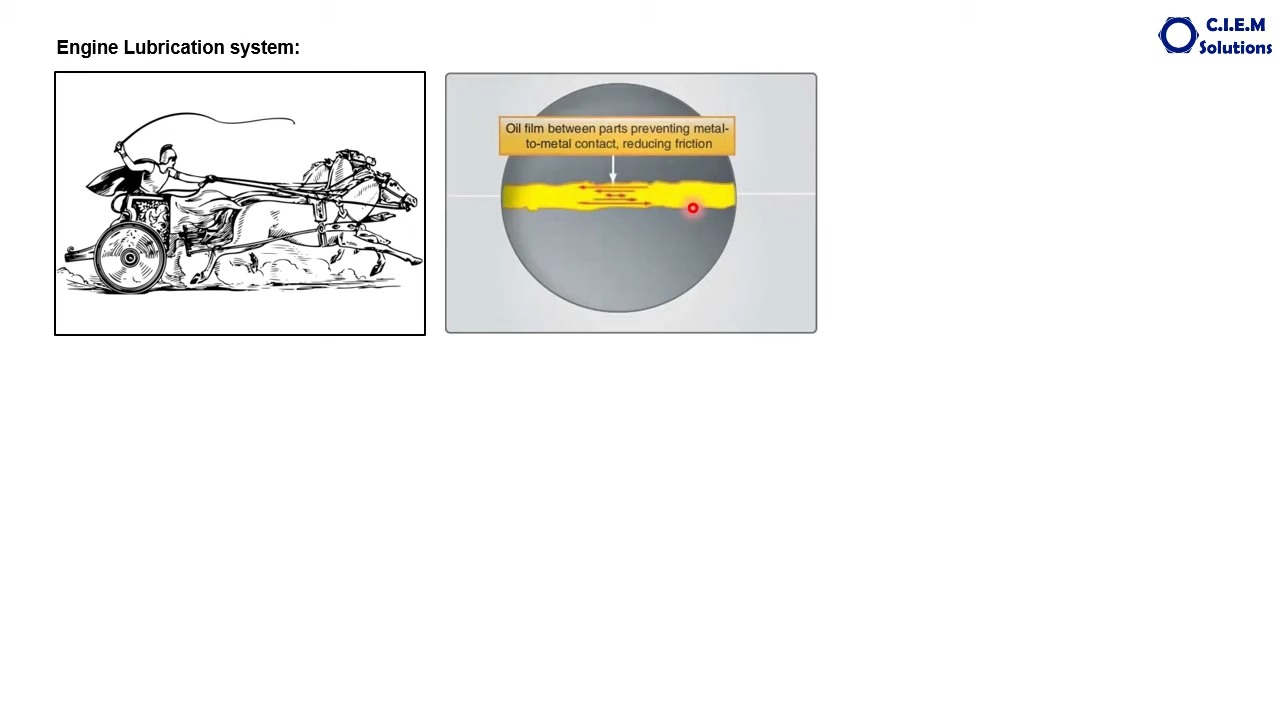 Engine Lubrication system:
C.I.E.M
Solutions
Oil film between parts preventing metal-
to-metal contact, reducing friction